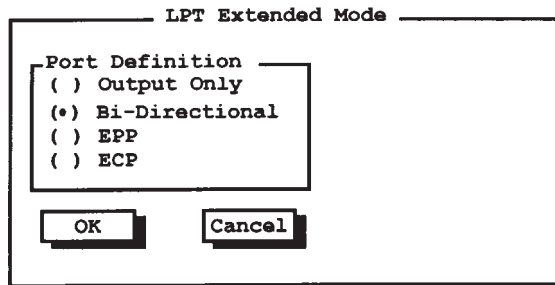 LPT Extended Mode
Port Definition
( ) Output Only
(•) Bi-Directional
( ) EPP
( ) ECP
OK Cancel